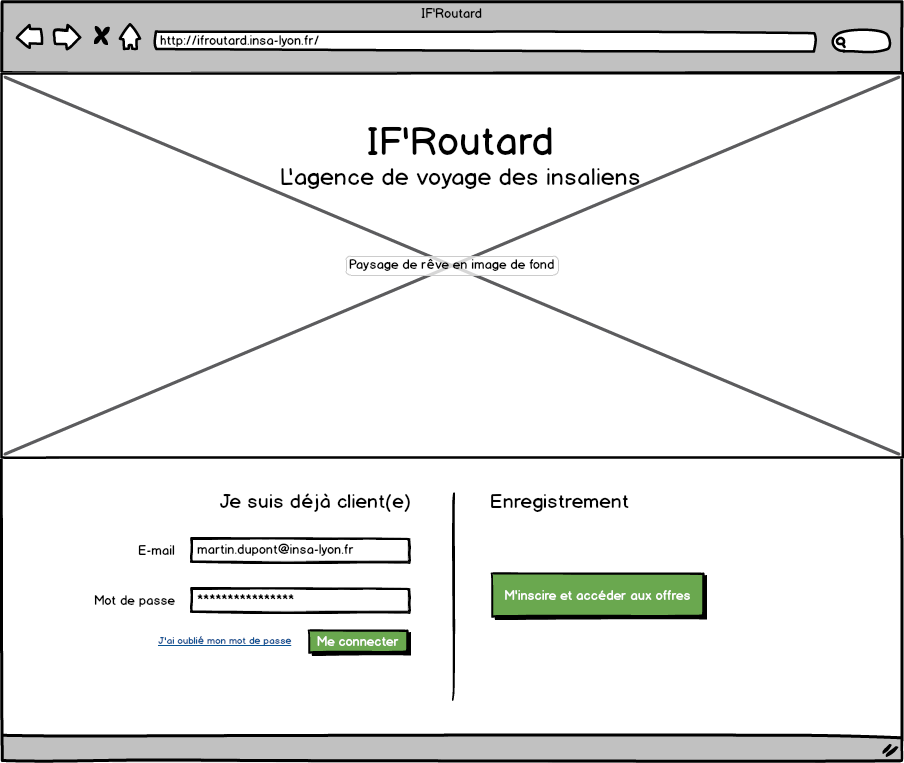 IF'Routard
http://ifroutard.insa-lyon.fr/
IF'Routard
L'agence de voyage des insaliens
Paysage de rêve en image de fond
Je suis déjà client(e)
E-mail
martin.dupont@insa-lyon.fr
Mot de passe
****************
J'ai oublié mon mot de passe
Me connecter
Enregistrement
M'inscire et accéder aux offres